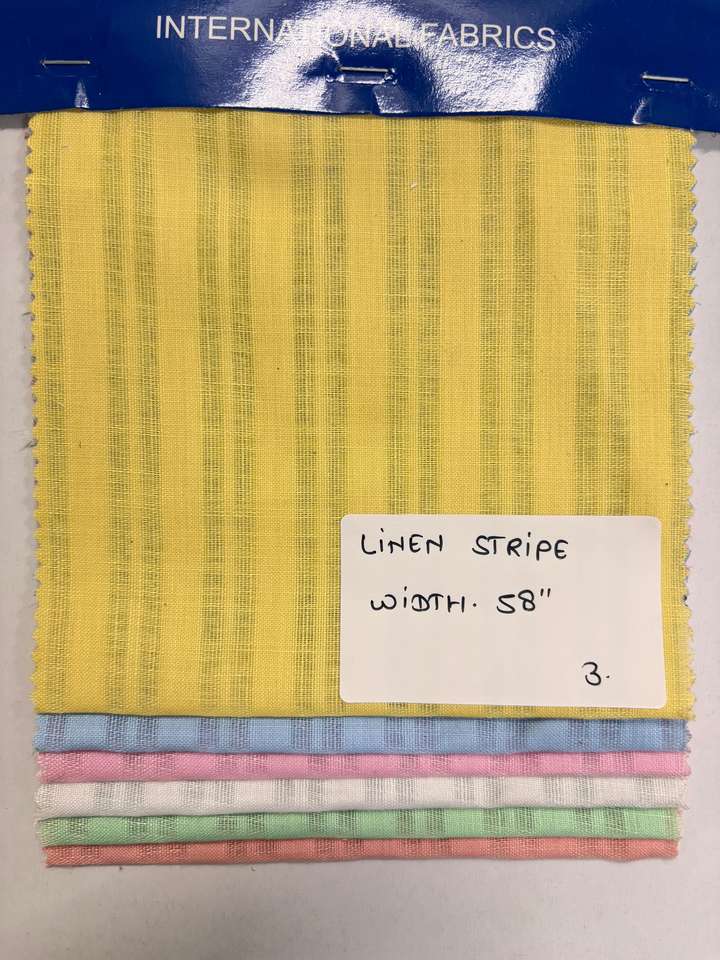 INTERNATIONAL FABRICS
LINEN STRIPE
WIDTH. 58"
3.